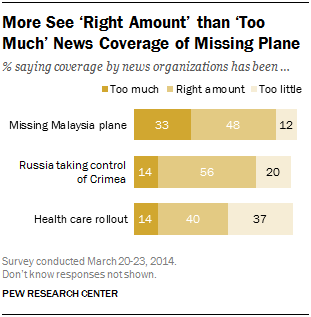 More See ‘Right Amount’ than ‘Too
Much’ News Coverage of Missing Plane
% saying coverage by news organizations has been ...
Too much Right amount Too little
Missing Malaysia plane 33 48 12
Russia taking control
of Crimea 14 56 20
Health care rollout 14 40 37
Survey conducted March 20-23, 2014.
Don’t know responses not shown.
PEW RESEARCH CENTER